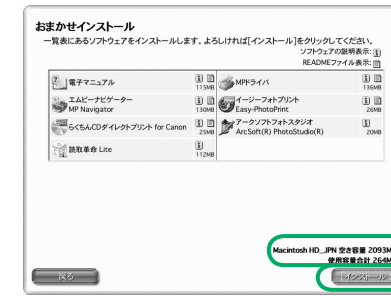 おまかせインストール
一覧表にあるソフトウェアをインストールします。よろしければ[インストール]をクリックしてください。
ソフトウェアの説明表示:
READMEファイル表示:
電子マニュアル
115MB
MPドライバ
136MB
エムピーナビゲーター
MP Navigator
130MB
イージーフォトプリント
Easy-PhotoPrint
26MB
らくちんCDダイレクトプリント for Canon
25MB
アークソフトフォトスタジオ
ArcSoft(R) PhotoStudio(R)
20MB
読取革命 Lite
112MB
Macintosh HD_JPN 空き容量 2093M
使用容量合計 264M
戻る
インストール